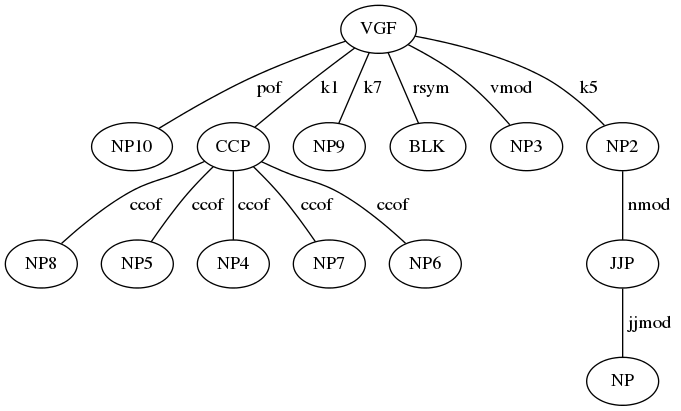 VGF
pof k1 k7 rsym vmod k5
NP10 CCP NP9 BLK NP3 NP2
ccof ccof ccof ccof ccof nmod
NP8 NP5 NP4 NP7 NP6 JJP
jjmod
NP